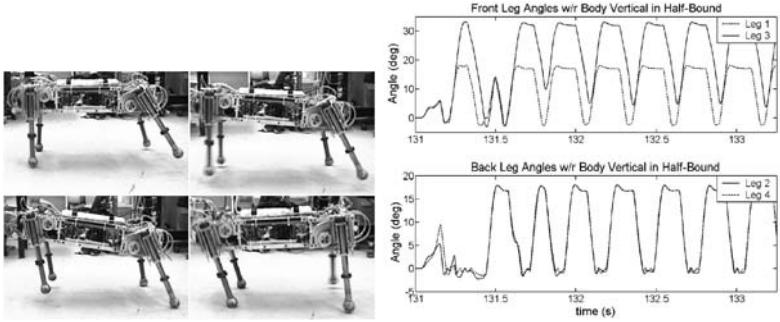 Front Leg Angles w/r Body Vertical in Half-Bound
Angle (deg)
30
20
10
0
Leg 1
Leg 3
131
131.5
132
132.5
133
Back Leg Angles w/r Body Vertical in Half-Bound
Angle (deg)
20
15
10
5
0
-5
Leg 2
Leg 4
131
131.5
132
132.5
133
time (s)